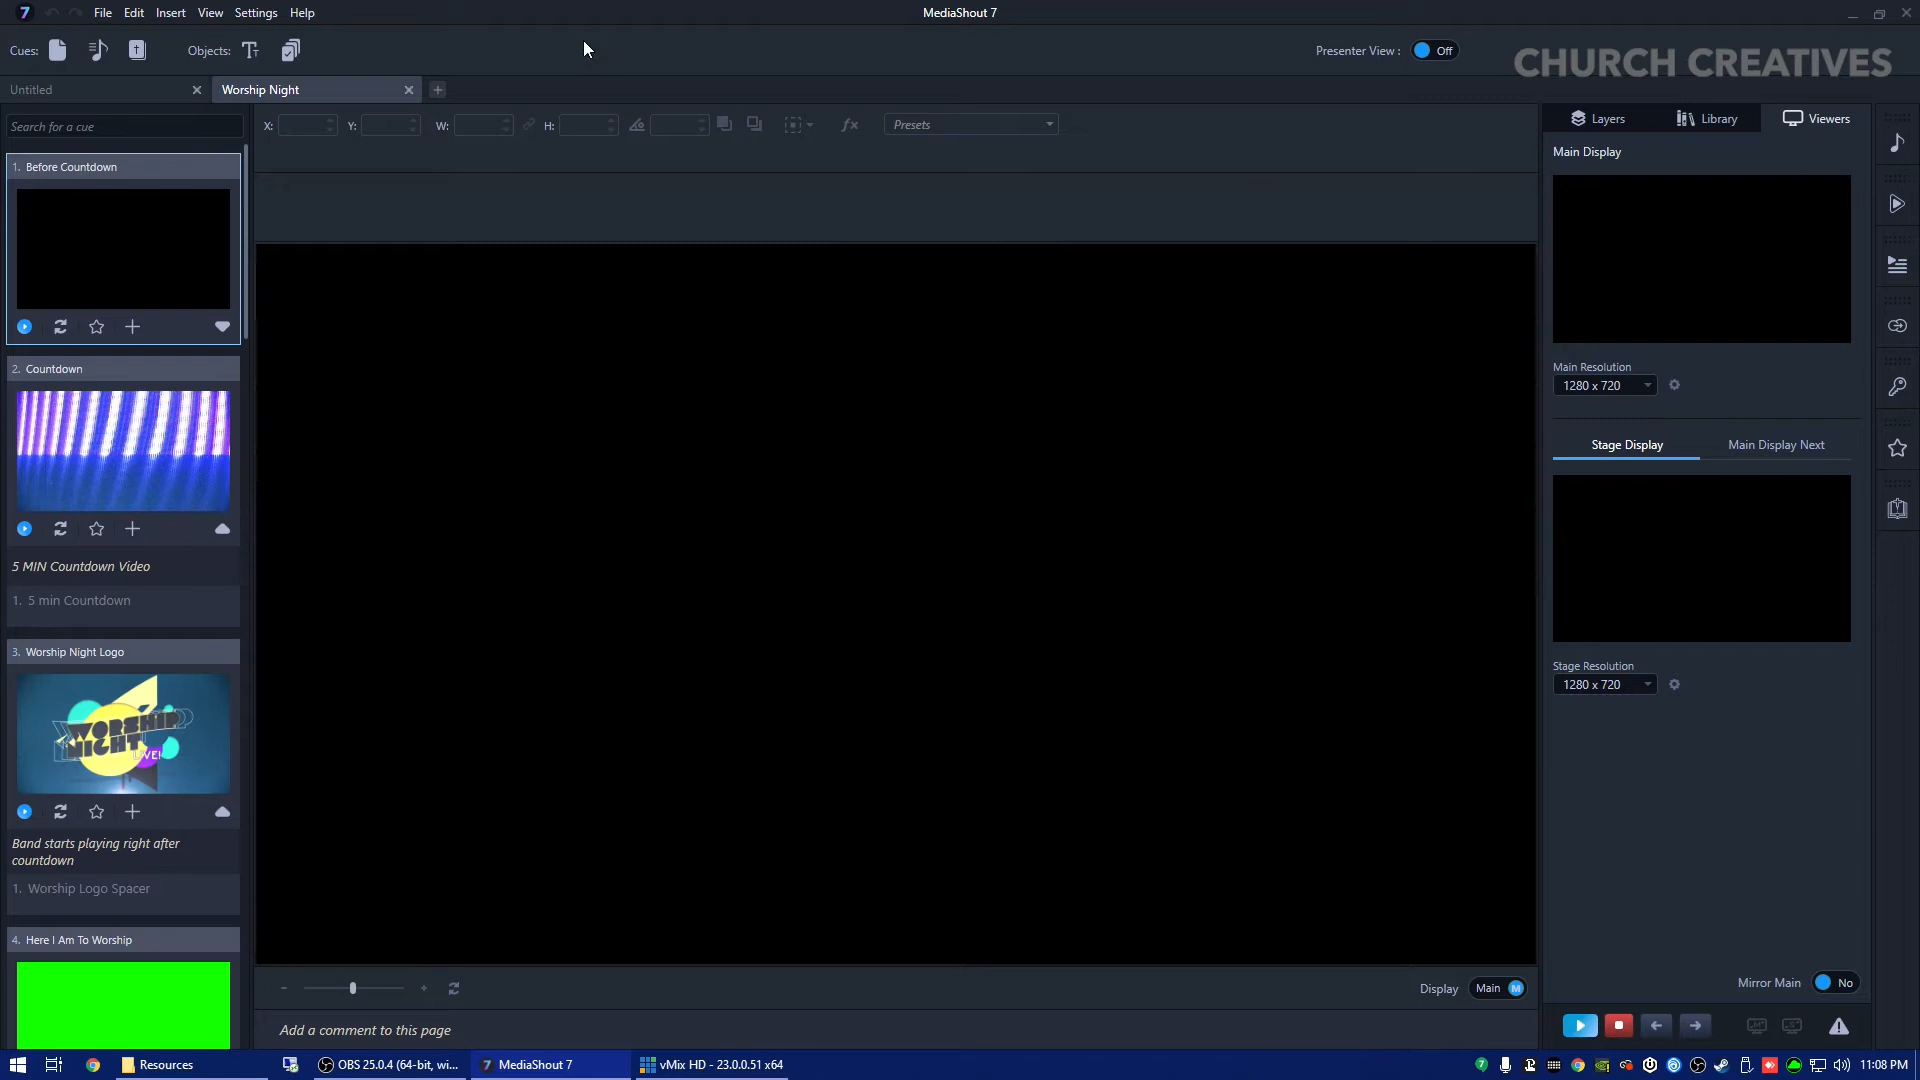 7 File Edit Insert View Settings Help
MediaShout 7
Cues:
Objects:
Presenter View : Off
CHURCH CREATIVES
Untitled
Worship Night
Search for a cue
X: Y: W: H:
fx
Presets
Layers
Library
Viewers
1. Before Countdown
2. Countdown
5 MIN Countdown Video
1. 5 min Countdown
3. Worship Night Logo
WORSHIP
NIGHT
LIVE!
Band starts playing right after
countdown
1. Worship Logo Spacer
4. Here I Am To Worship
Main Display
Main Resolution
1280 x 720
Stage Display
Main Display Next
Stage Resolution
1280 x 720
Mirror Main No
Display Main M
Add a comment to this page
Resources
OBS 25.0.4 (64-bit, wi...
7 MediaShout 7
vMix HD - 23.0.0.51 x64
11:08 PM